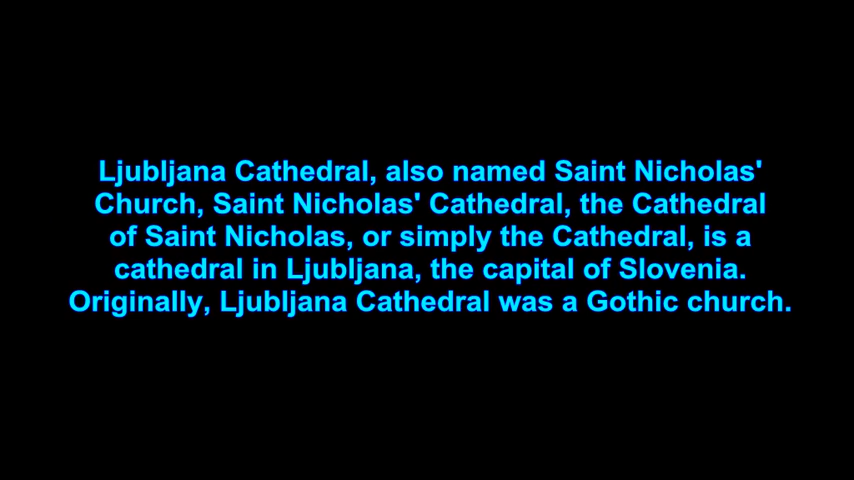 Ljubljana Cathedral, also named Saint Nicholas'
Church, Saint Nicholas' Cathedral, the Cathedral
of Saint Nicholas, or simply the Cathedral, is a
cathedral in Ljubljana, the capital of Slovenia.
Originally, Ljubljana Cathedral was a Gothic church.